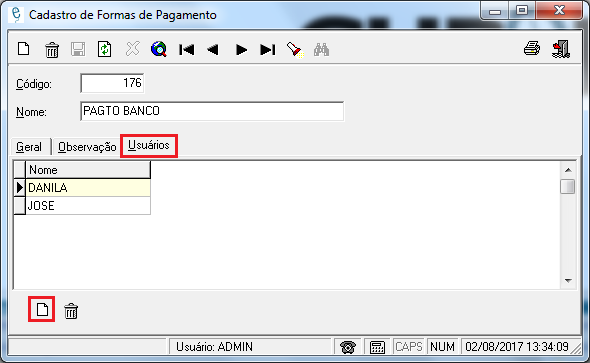 Cadastro de Formas de Pagamento
Código: 176
Nome: PAGTO BANCO
Geral Observação Usuários
Nome
DANILA
JOSE
Usuário: ADMIN CAPS NUM 02/08/2017 13:34:09